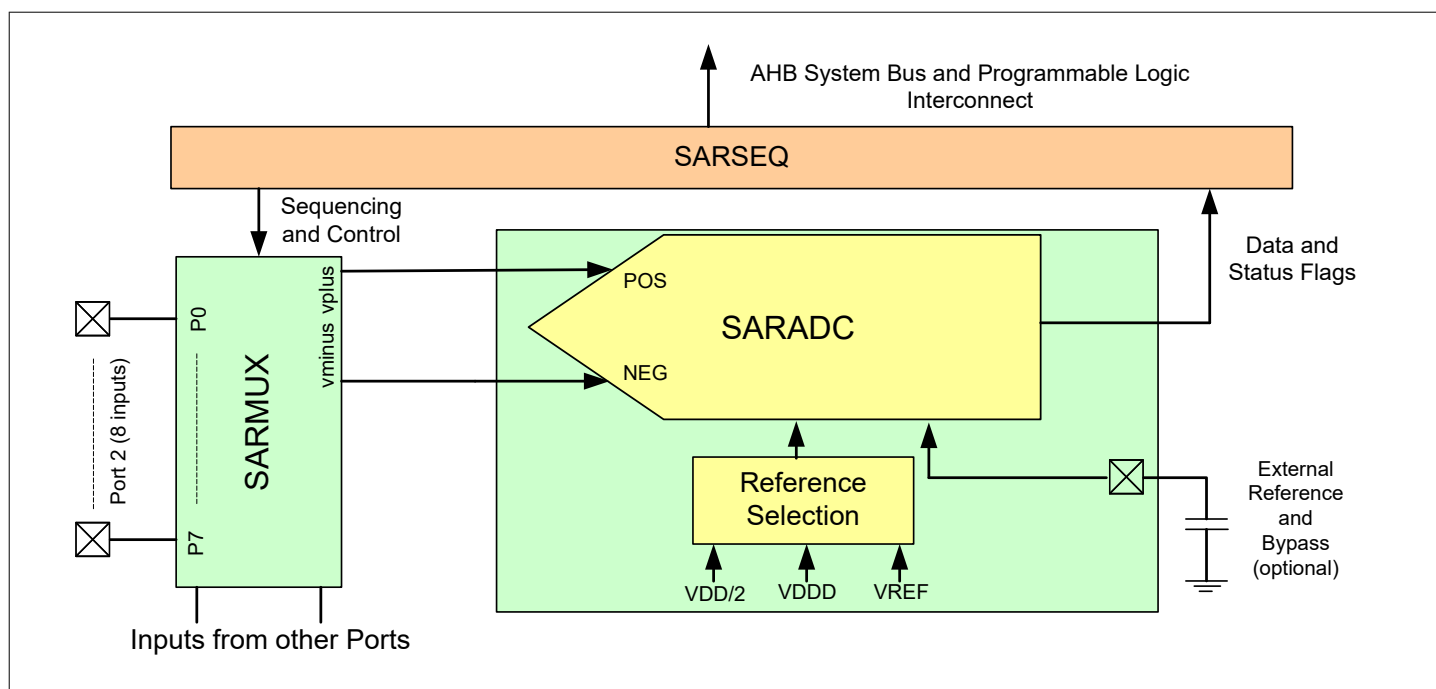 AHB System Bus and Programmable Logic
Interconnect
SARSEQ
Sequencing
and Control
Data and
Status Flags
vminus vplus
POS
P0
SARADC
SARMUX
Port 2 (8 inputs)
NEG
P7
Reference
Selection
External
Reference
and
Bypass
(optional)
VDD/2
VDDD
VREF
Inputs from other Ports